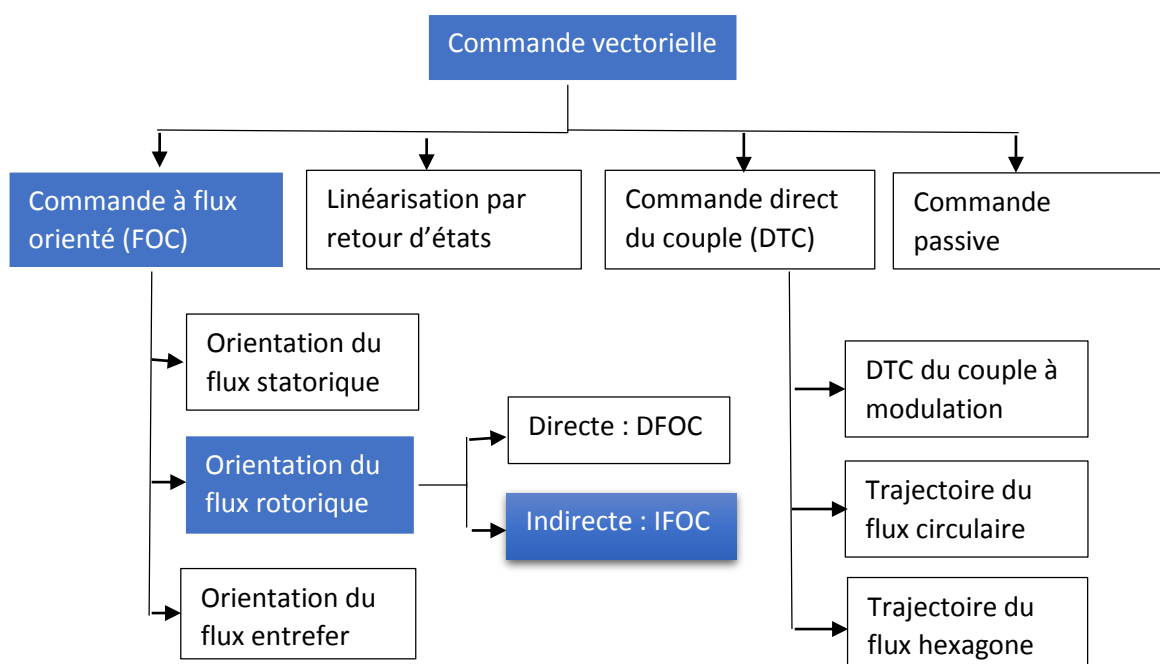 Commande vectorielle
Commande à flux
orienté (FOC)
Linéarisation par
retour d’états
Commande direct
du couple (DTC)
Commande
passive
Orientation du
flux statorique
Orientation du
flux rotorique
Directe : DFOC
Indirecte : IFOC
Orientation du
flux entrefer
DTC du couple à
modulation
Trajectoire du
flux circulaire
Trajectoire du
flux hexagone